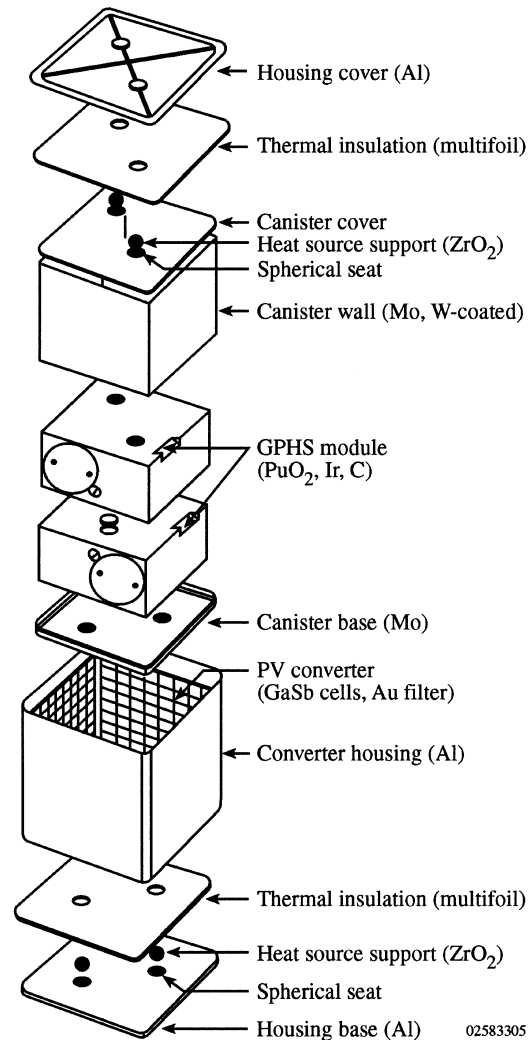 Housing cover (Al)
Thermal insulation (multifoil)
Canister cover
Heat source support (ZrO2)
Spherical seat
Canister wall (Mo, W-coated)
GPHS module
(PuO2, Ir, C)
Canister base (Mo)
PV converter
(GaSb cells, Au filter)
Converter housing (Al)
Thermal insulation (multifoil)
Heat source support (ZrO2)
Spherical seat
Housing base (Al) 02583305